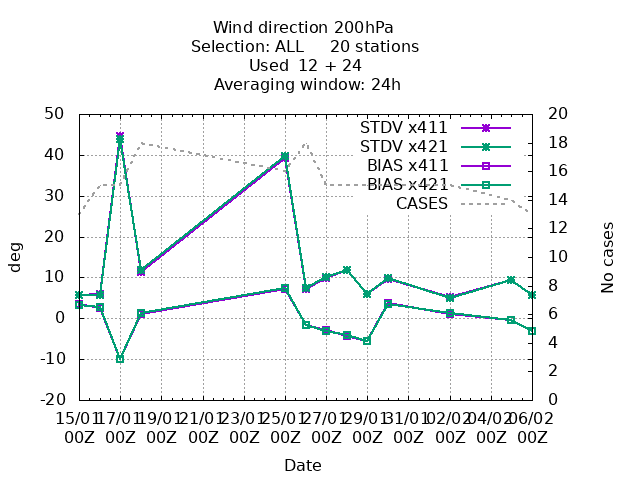 Wind direction 200hPa
Selection: ALL     20 stations
Used  12 + 24
Averaging window: 24h
50
40
30
20
10
0
-10
-20
deg
20
18
16
14
12
10
8
6
4
2
0
No cases
STDV x411
STDV x421
BIAS x411
BIAS x421
CASES
15/01 17/01 19/01 21/01 23/01 25/01 27/01 29/01 31/01 02/02 04/02 06/02
00Z 00Z 00Z 00Z 00Z 00Z 00Z 00Z 00Z 00Z 00Z 00Z
Date